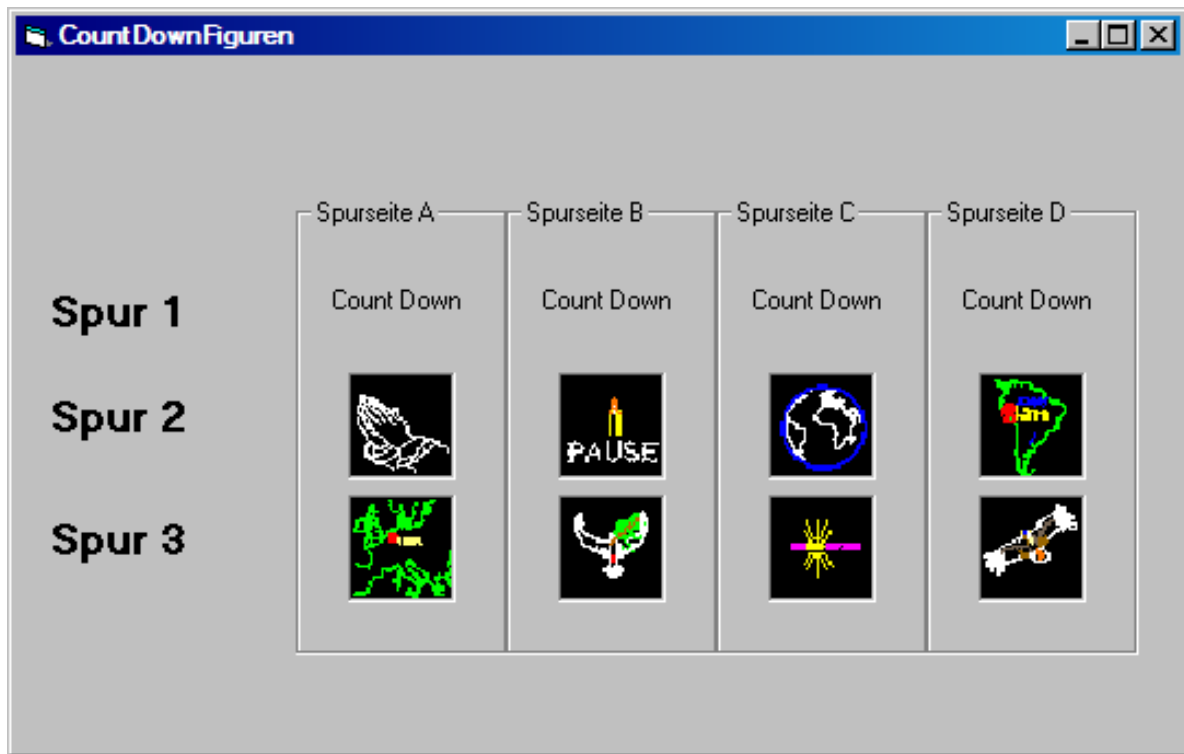 CountDownFiguren
Spurseite A Spurseite B Spurseite C Spurseite D
Spur 1 Count Down Count Down Count Down Count Down
Spur 2
PAUSE
Spur 3